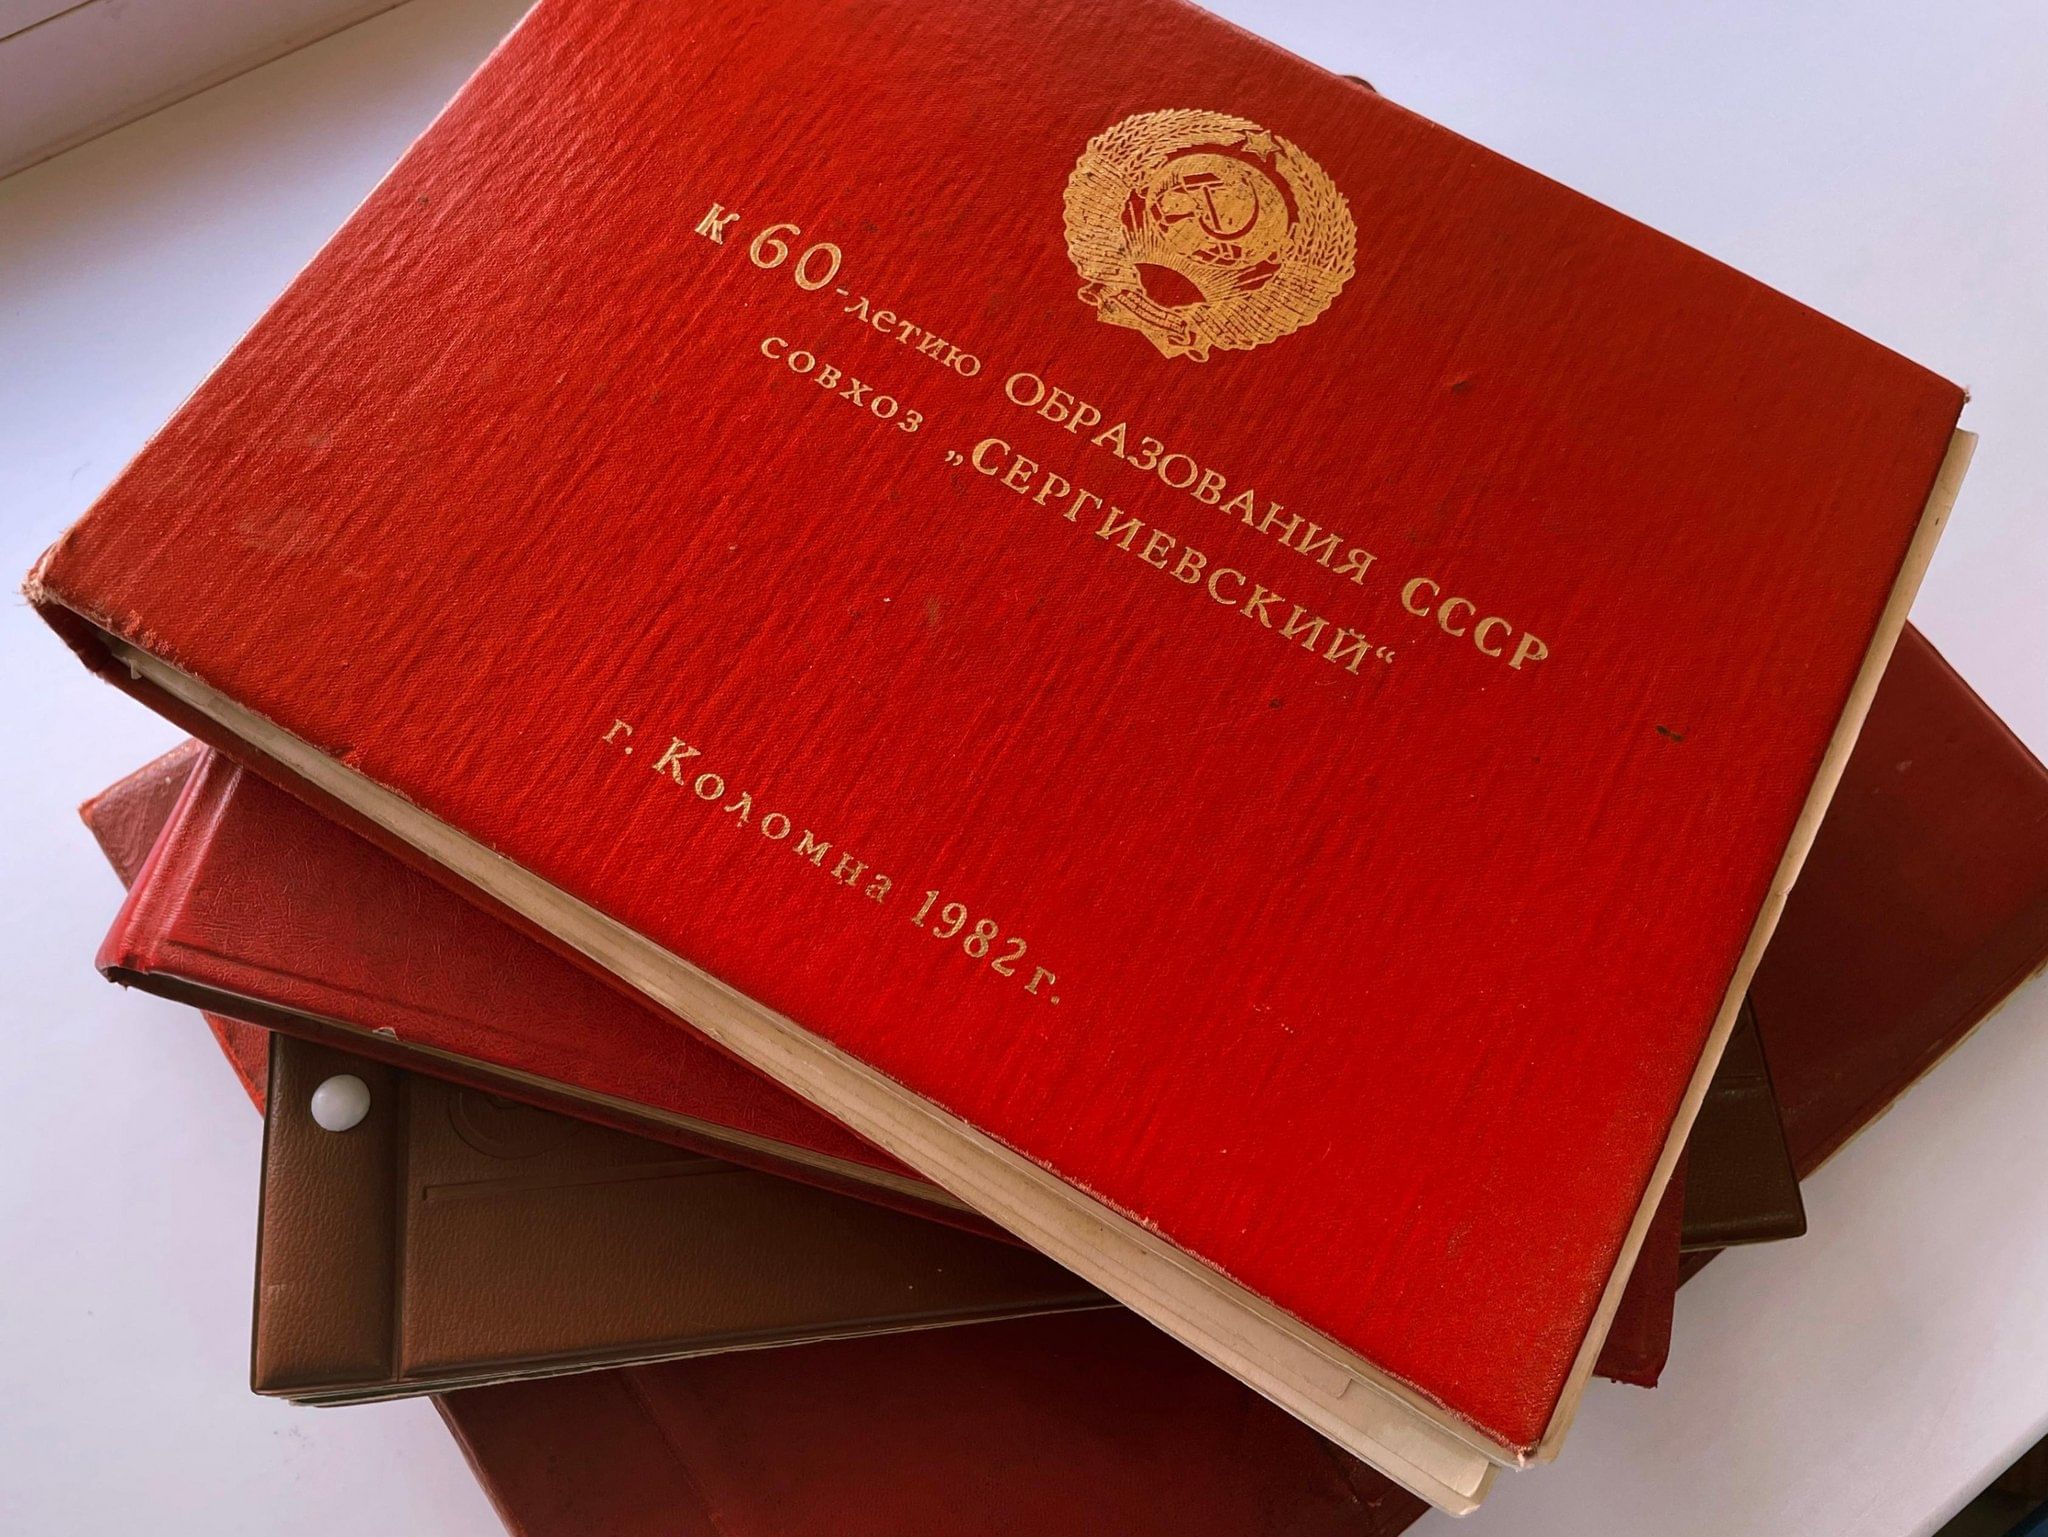 К 60-летию ОБРАЗОВАНИЯ СССР
совхоз „СЕРГИЕВСКИЙ“
г. Коломна 1982 г.